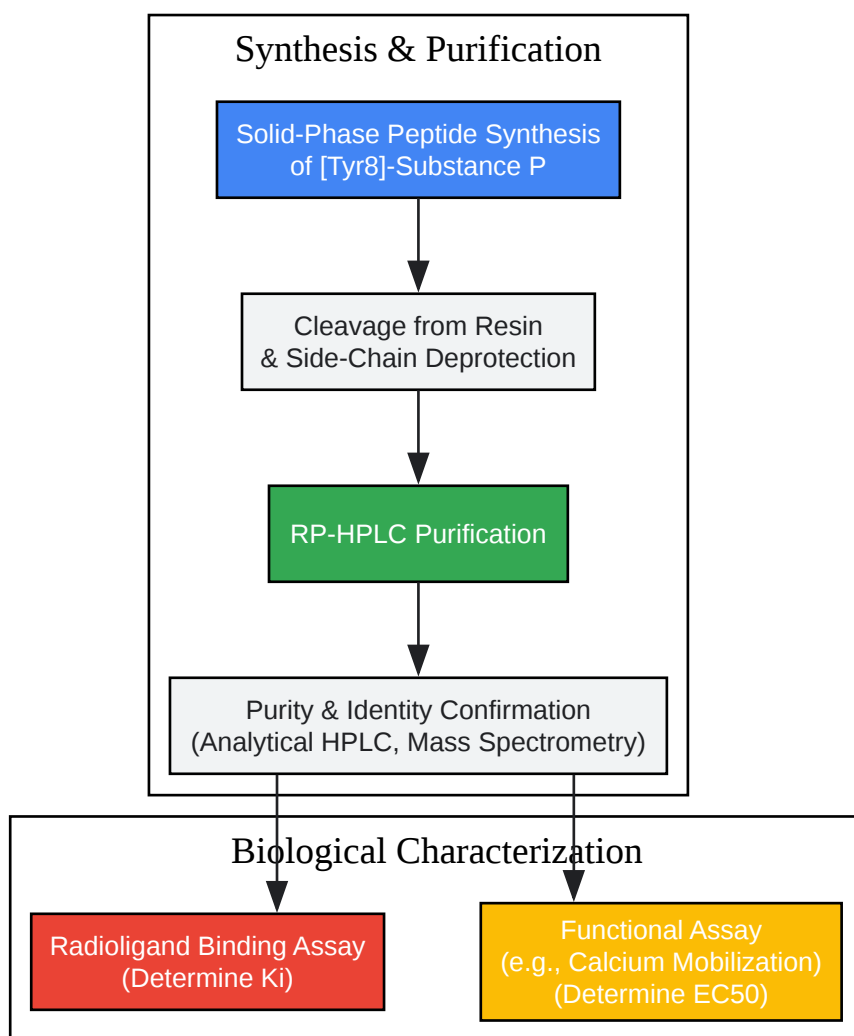 Synthesis & Purification
Solid-Phase Peptide Synthesis
of [Tyr8]-Substance P
Cleavage from Resin
& Side-Chain Deprotection
RP-HPLC Purification
Purity & Identity Confirmation
(Analytical HPLC, Mass Spectrometry)
Biological Characterization
Radioligand Binding Assay
(Determine Ki)
Functional Assay
(e.g., Calcium Mobilization)
(Determine EC50)